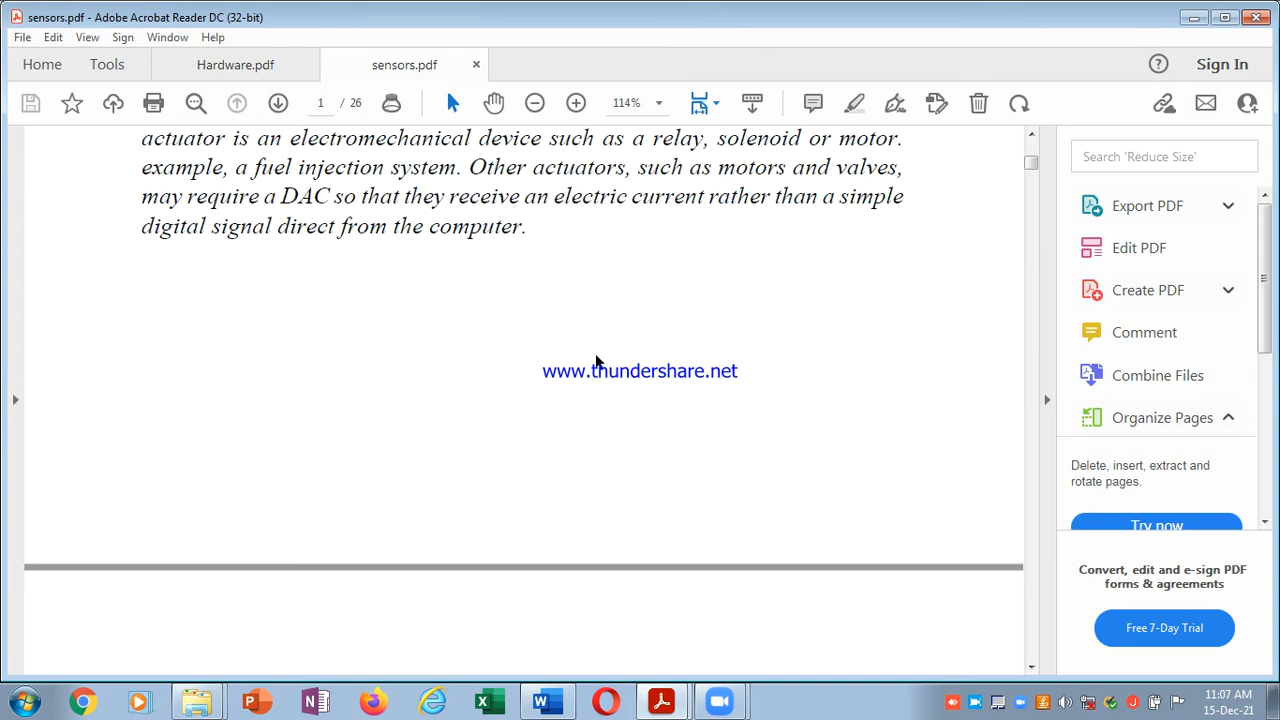 sensors.pdf - Adobe Acrobat Reader DC (32-bit)
File Edit View Sign Window Help
Home Tools Hardware.pdf sensors.pdf × Sign In
1 / 26 114%
actuator is an electromechanical device such as a relay, solenoid or motor.
example, a fuel injection system. Other actuators, such as motors and valves,
may require a DAC so that they receive an electric current rather than a simple
digital signal direct from the computer.
www.thundershare.net
Search 'Reduce Size'
Export PDF
Edit PDF
Create PDF
Comment
Combine Files
Organize Pages
Delete, insert, extract and
rotate pages.
Try now
Convert, edit and e-sign PDF
forms & agreements
Free 7-Day Trial
11:07 AM
15-Dec-21